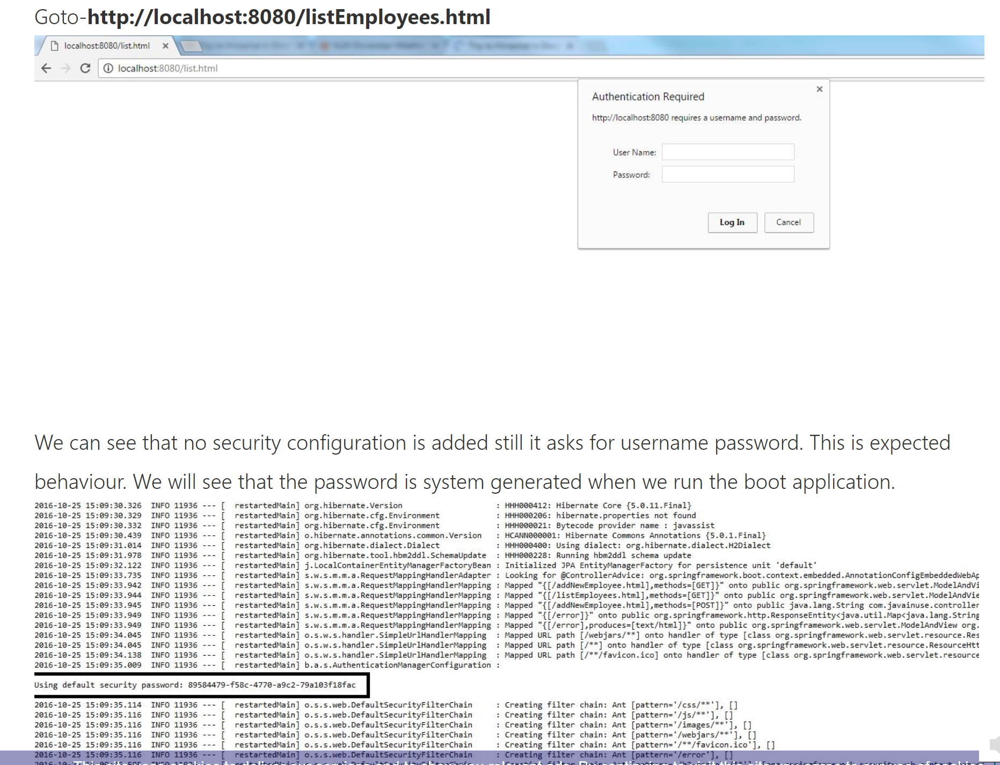 Goto-http://localhost:8080/listEmployees.html
localhost:8080/list.html
localhost:8080/list.html
Authentication Required
http://localhost:8080 requires a username and password.
User Name:
Password:
Log In Cancel
We can see that no security configuration is added still it asks for username password. This is expected
behaviour. We will see that the password is system generated when we run the boot application.
2016-10-25 15:09:30.326 INFO 11936 --- [ restartedMain] org.hibernate.Version : HHH000412: Hibernate Core {5.0.11.Final}
2016-10-25 15:09:30.329 INFO 11936 --- [ restartedMain] org.hibernate.cfg.Environment : HHH000206: hibernate.properties not found
2016-10-25 15:09:30.332 INFO 11936 --- [ restartedMain] org.hibernate.cfg.Environment : HHH000021: Bytecode provider name : javassist
2016-10-25 15:09:30.439 INFO 11936 --- [ restartedMain] o.hibernate.annotations.common.Version : HCANN000001: Hibernate Commons Annotations {5.0.1.Final}
2016-10-25 15:09:31.014 INFO 11936 --- [ restartedMain] org.hibernate.dialect.Dialect : HHH000400: Using dialect: org.hibernate.dialect.H2Dialect
2016-10-25 15:09:31.978 INFO 11936 --- [ restartedMain] org.hibernate.tool.hbm2ddl.SchemaUpdate : HHH000228: Running hbm2ddl schema update
2016-10-25 15:09:32.122 INFO 11936 --- [ restartedMain] j.LocalContainerEntityManagerFactoryBean : Initialized JPA EntityManagerFactory for persistence unit 'default'
2016-10-25 15:09:33.735 INFO 11936 --- [ restartedMain] s.w.s.m.m.a.RequestMappingHandlerAdapter : Looking for @ControllerAdvice: org.springframework.boot.context.embedded.AnnotationConfigEmbeddedWebAp
2016-10-25 15:09:33.942 INFO 11936 --- [ restartedMain] s.w.s.m.m.a.RequestMappingHandlerMapping : Mapped "{[/addNewEmployee.html],methods=[GET]}" onto public org.springframework.web.servlet.ModelAndVi
2016-10-25 15:09:33.944 INFO 11936 --- [ restartedMain] s.w.s.m.m.a.RequestMappingHandlerMapping : Mapped "{[/listEmployees.html],methods=[GET]}" onto public org.springframework.web.servlet.ModelAndVie
2016-10-25 15:09:33.945 INFO 11936 --- [ restartedMain] s.w.s.m.m.a.RequestMappingHandlerMapping : Mapped "{[/addNewEmployee.html],methods=[POST]}" onto public java.lang.String com.javainuse.controller
2016-10-25 15:09:33.949 INFO 11936 --- [ restartedMain] s.w.s.m.m.a.RequestMappingHandlerMapping : Mapped "{[/error]}" onto public org.springframework.http.ResponseEntity<java.util.Map<java.lang.String
2016-10-25 15:09:33.949 INFO 11936 --- [ restartedMain] s.w.s.m.m.a.RequestMappingHandlerMapping : Mapped "{[/error],produces=[text/html]}" onto public org.springframework.web.servlet.ModelAndView org.
2016-10-25 15:09:34.045 INFO 11936 --- [ restartedMain] o.s.w.s.handler.SimpleUrlHandlerMapping : Mapped URL path [/webjars/**] onto handler of type [class org.springframework.web.servlet.resource.Res
2016-10-25 15:09:34.045 INFO 11936 --- [ restartedMain] o.s.w.s.handler.SimpleUrlHandlerMapping : Mapped URL path [/**] onto handler of type [class org.springframework.web.servlet.resource.ResourceHtt
2016-10-25 15:09:34.138 INFO 11936 --- [ restartedMain] o.s.w.s.handler.SimpleUrlHandlerMapping : Mapped URL path [/**/favicon.ico] onto handler of type [class org.springframework.web.servlet.resource
2016-10-25 15:09:35.009 INFO 11936 --- [ restartedMain] b.a.s.AuthenticationManagerConfiguration :
Using default security password: 89584479-f58c-4770-a9c2-79a103f18fac
2016-10-25 15:09:35.114 INFO 11936 --- [ restartedMain] o.s.s.web.DefaultSecurityFilterChain : Creating filter chain: Ant [pattern='/css/**'], []
2016-10-25 15:09:35.116 INFO 11936 --- [ restartedMain] o.s.s.web.DefaultSecurityFilterChain : Creating filter chain: Ant [pattern='/js/**'], []
2016-10-25 15:09:35.116 INFO 11936 --- [ restartedMain] o.s.s.web.DefaultSecurityFilterChain : Creating filter chain: Ant [pattern='/images/**'], []
2016-10-25 15:09:35.116 INFO 11936 --- [ restartedMain] o.s.s.web.DefaultSecurityFilterChain : Creating filter chain: Ant [pattern='/webjars/**'], []
2016-10-25 15:09:35.116 INFO 11936 --- [ restartedMain] o.s.s.web.DefaultSecurityFilterChain : Creating filter chain: Ant [pattern='/**/favicon.ico'], []
2016-10-25 15:09:35.116 INFO 11936 --- [ restartedMain] o.s.s.web.DefaultSecurityFilterChain : Creating filter chain: Ant [pattern='/error'], []